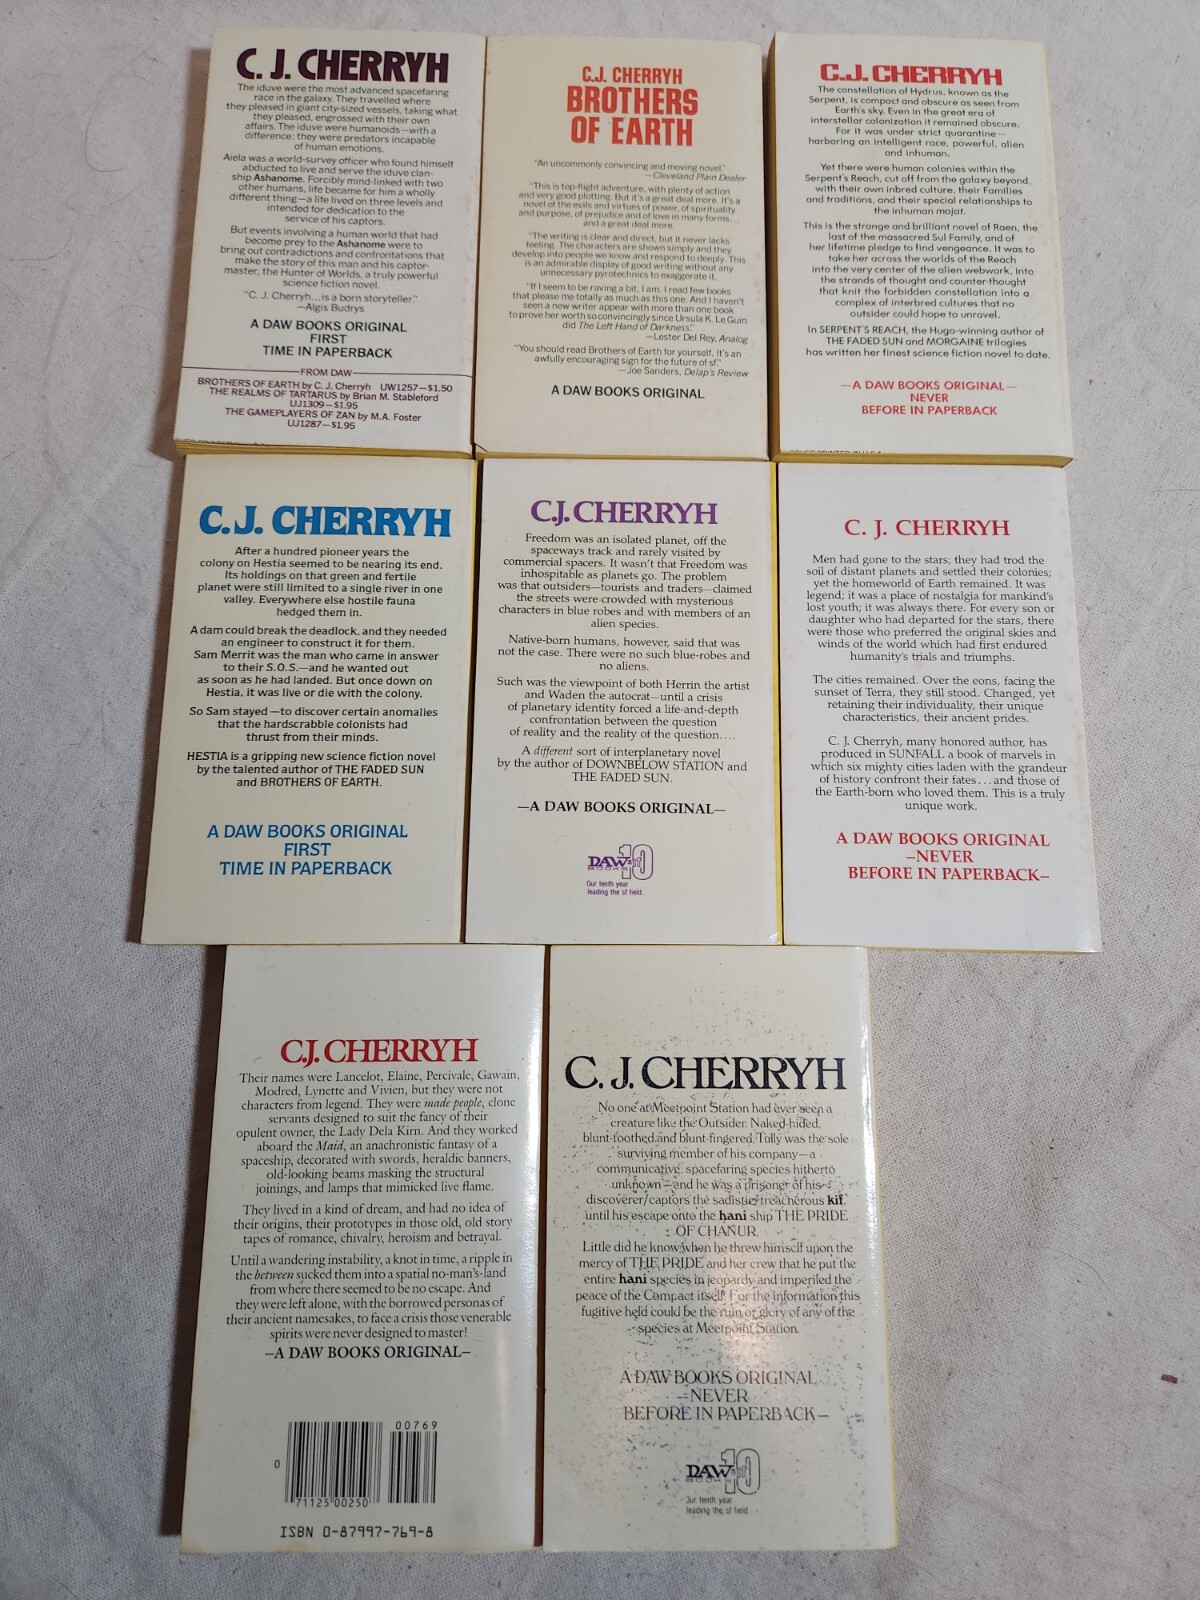 C. J. CHERRYH
The iduve were the most advanced spacefaring
race in the galaxy. They travelled where
they pleased in giant city-sized vessels, taking what
they pleased, engrossed with their own
affairs. The iduve were humanoids—with a
difference: they were predators incapable
of human emotions.
Aiela was a world-survey officer who found himself
abducted to live and serve the iduve clan-
ship Ashanome. Forcibly mind-linked with two
other humans, life became for him a wholly
different thing—a life lived on three levels and
intended for dedication to the
service of his captors.
But events involving a human world that had
become prey to the Ashanome were to
bring out contradictions and confrontations that
make the story of this man and his captor-
master, the Hunter of Worlds, a truly powerful
science fiction novel.
"C. J. Cherryh...is a born storyteller."
—Algis Budrys
A DAW BOOKS ORIGINAL
FIRST
TIME IN PAPERBACK
—FROM DAW—
BROTHERS OF EARTH by C. J. Cherryh UW1257—$1.50
THE REALMS OF TARTARUS by Brian M. Stableford
UJ1309—$1.95
THE GAMEPLAYERS OF ZAN by M.A. Foster
UJ1287—$1.95
C.J. CHERRYH
BROTHERS
OF EARTH
"An uncommonly convincing and moving novel."
—Cleveland Plain Dealer
"This is top-flight adventure, with plenty of action
and very good plotting. But it's a great deal more. It's a
novel of the evils and virtues of power, of spirituality
and purpose, of prejudice and of love in many forms...
and a great deal more.
"The writing is clear and direct, but it never lacks
feeling. The characters are shown simply and they
develop into people we know and respond to deeply. This
is an admirable display of good writing without any
unnecessary pyrotechnics to exaggerate it.
"If I seem to be raving a bit, I am. I read few books
that please me totally as much as this one. And I haven't
seen a new writer appear with more than one book
to prove her worth so convincingly since Ursula K. Le Guin
did The Left Hand of Darkness."
—Lester Del Rey, Analog
"You should read Brothers of Earth for yourself. It's an
awfully encouraging sign for the future of sf."
—Joe Sanders, Delap's Review
A DAW BOOKS ORIGINAL
C.J. CHERRYH
The constellation of Hydrus, known as the
Serpent, is compact and obscure as seen from
Earth's sky. Even in the great era of
interstellar colonization it remained obscure.
For it was under strict quarantine—
harboring an intelligent race, powerful, alien
and inhuman.
Yet there were human colonies within the
Serpent's Reach, cut off from the galaxy beyond,
with their own inbred culture, their Families
and traditions, and their special relationships to
the inhuman majat.
This is the strange and brilliant novel of Raen, the
last of the massacred Sul Family, and of
her lifetime pledge to find vengeance. It was to
take her across the worlds of the Reach
into the very center of the alien webwork, into
the strands of thought and counter-thought
that knit the forbidden constellation into a
complex of interbred cultures that no
outsider could hope to unravel.
In SERPENT'S REACH, the Hugo-winning author of
THE FADED SUN and MORGAINE trilogies
has written her finest science fiction novel to date.
—A DAW BOOKS ORIGINAL—
NEVER
BEFORE IN PAPERBACK
COVER PRINTED IN U.S.A.
C. J. CHERRYH
After a hundred pioneer years the
colony on Hestia seemed to be nearing its end.
Its holdings on that green and fertile
planet were still limited to a single river in one
valley. Everywhere else hostile fauna
hedged them in.
A dam could break the deadlock, and they needed
an engineer to construct it for them.
Sam Merrit was the man who came in answer
to their S.O.S.—and he wanted out
as soon as he had landed. But once down on
Hestia, it was live or die with the colony.
So Sam stayed—to discover certain anomalies
that the hardscrabble colonists had
thrust from their minds.
HESTIA is a gripping new science fiction novel
by the talented author of THE FADED SUN
and BROTHERS OF EARTH.
A DAW BOOKS ORIGINAL
FIRST
TIME IN PAPERBACK
C.J. CHERRYH
Freedom was an isolated planet, off the
spaceways track and rarely visited by
commercial spacers. It wasn't that Freedom was
inhospitable as planets go. The problem
was that outsiders—tourists and traders—claimed
the streets were crowded with mysterious
characters in blue robes and with members of an
alien species.
Native-born humans, however, said that was
not the case. There were no such blue-robes and
no aliens.
Such was the viewpoint of both Herrin the artist
and Waden the autocrat—until a crisis
of planetary identity forced a life-and-depth
confrontation between the question
of reality and the reality of the question....
A different sort of interplanetary novel
by the author of DOWNBELOW STATION and
THE FADED SUN.
—A DAW BOOKS ORIGINAL—
DAW sf 10
BOOKS
Our tenth year
leading the sf field.
C. J. CHERRYH
Men had gone to the stars; they had trod the
soil of distant planets and settled their colonies;
yet the homeworld of Earth remained. It was
legend; it was a place of nostalgia for mankind's
lost youth; it was always there. For every son or
daughter who had departed for the stars, there
were those who preferred the original skies and
winds of the world which had first endured
humanity's trials and triumphs.
The cities remained. Over the eons, facing the
sunset of Terra, they still stood. Changed, yet
retaining their individuality, their unique
characteristics, their ancient prides.
C. J. Cherryh, many honored author, has
produced in SUNFALL a book of marvels in
which six mighty cities laden with the grandeur
of history confront their fates...and those of
the Earth-born who loved them. This is a truly
unique work.
A DAW BOOKS ORIGINAL
—NEVER
BEFORE IN PAPERBACK—
C.J. CHERRYH
Their names were Lancelot, Elaine, Percivale, Gawain,
Modred, Lynette and Vivien, but they were not
characters from legend. They were made people, clone
servants designed to suit the fancy of their
opulent owner, the Lady Dela Kirn. And they worked
aboard the Maid, an anachronistic fantasy of a
spaceship, decorated with swords, heraldic banners,
old-looking beams masking the structural
joinings, and lamps that mimicked live flame.
They lived in a kind of dream, and had no idea of
their origins, their prototypes in those old, old story
tapes of romance, chivalry, heroism and betrayal.
Until a wandering instability, a knot in time, a ripple in
the between sucked them into a spatial no-man's-land
from where there seemed to be no escape. And
they were left alone, with the borrowed personas of
their ancient namesakes, to face a crisis those venerable
spirits were never designed to master!
—A DAW BOOKS ORIGINAL—
00769
0
71125 00250
ISBN 0-87997-769-8
C. J. CHERRYH
No one at Meetpoint Station had ever seen a
creature like the Outsider. Naked-hided,
blunt-toothed and blunt-fingered, Tully was the sole
surviving member of his company—a
communicative, spacefaring species hitherto
unknown—and he was a prisoner of his
discoverer/captors the sadistic treacherous kif,
until his escape onto the hani ship THE PRIDE
OF CHANUR.
Little did he know when he threw himself upon the
mercy of THE PRIDE and her crew that he put the
entire hani species in jeopardy and imperiled the
peace of the Compact itself. For the information this
fugitive held could be the ruin or glory of any of the
species at Meetpoint Station.
A DAW BOOKS ORIGINAL
—NEVER
BEFORE IN PAPERBACK—
DAW sf 10
BOOKS
Our tenth year
leading the sf field